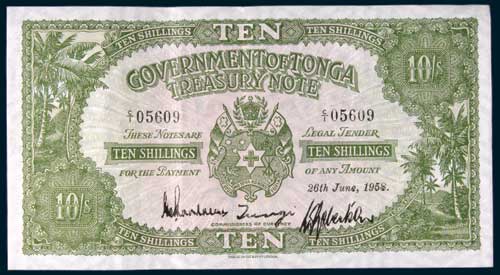 TEN
TEN SHILLINGS TEN SHILLINGS
GOVERNMENT OF TONGA
TREASURY NOTE
10/- 10/-
C/1 05609 C/1 05609
THESE NOTES ARE LEGAL TENDER
TEN SHILLINGS TEN SHILLINGS
FOR THE PAYMENT OF ANY AMOUNT
26th June, 1958.
COMMISSIONERS OF CURRENCY
10/- 10/-
TEN SHILLINGS TEN SHILLINGS
TEN